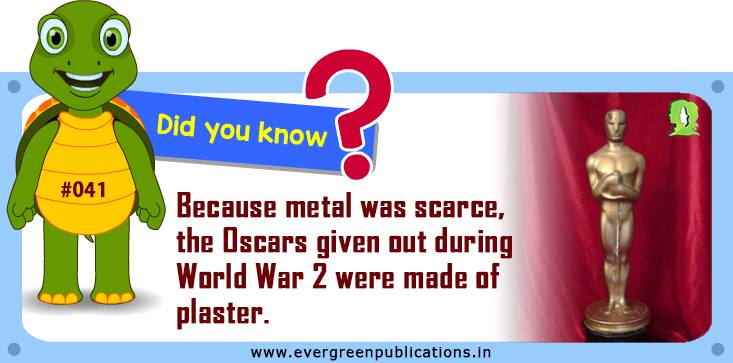 Did you know
?
#041
Because metal was scarce,
the Oscars given out during
World War 2 were made of
plaster.
www.evergreenpublications.in